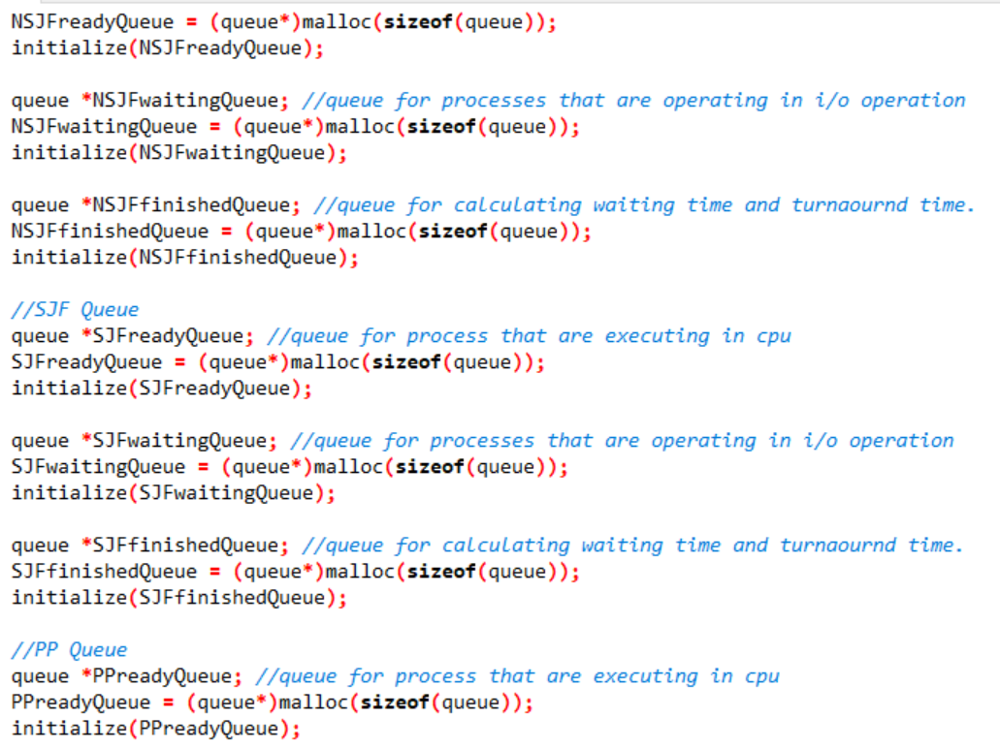 NSJFreadyQueue = (queue*)malloc(sizeof(queue));
initialize(NSJFreadyQueue);
queue *NSJFwaitingQueue; //queue for processes that are operating in i/o operation
NSJFwaitingQueue = (queue*)malloc(sizeof(queue));
initialize(NSJFwaitingQueue);
queue *NSJFfinishedQueue; //queue for calculating waiting time and turnaournd time.
NSJFfinishedQueue = (queue*)malloc(sizeof(queue));
initialize(NSJFfinishedQueue);
//SJF Queue
queue *SJFreadyQueue; //queue for process that are executing in cpu
SJFreadyQueue = (queue*)malloc(sizeof(queue));
initialize(SJFreadyQueue);
queue *SJFwaitingQueue; //queue for processes that are operating in i/o operation
SJFwaitingQueue = (queue*)malloc(sizeof(queue));
initialize(SJFwaitingQueue);
queue *SJFfinishedQueue; //queue for calculating waiting time and turnaournd time.
SJFfinishedQueue = (queue*)malloc(sizeof(queue));
initialize(SJFfinishedQueue);
//PP Queue
queue *PPreadyQueue; //queue for process that are executing in cpu
PPreadyQueue = (queue*)malloc(sizeof(queue));
initialize(PPreadyQueue);